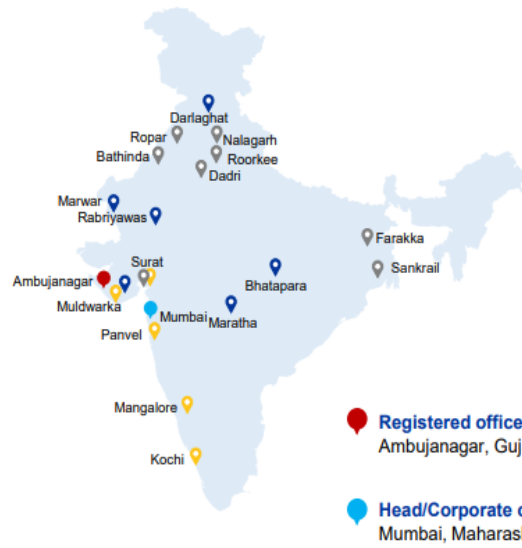 Darlaghat
Ropar
Nalagarh
Bathinda
Roorkee
Dadri
Marwar
Rabriyawas
Farakka
Surat
Sankrail
Ambujanagar
Bhatapara
Muldwarka
Mumbai
Maratha
Panvel
Mangalore
Registered office
Ambujanagar, Guj
Kochi
Head/Corporate o
Mumbai, Maharas